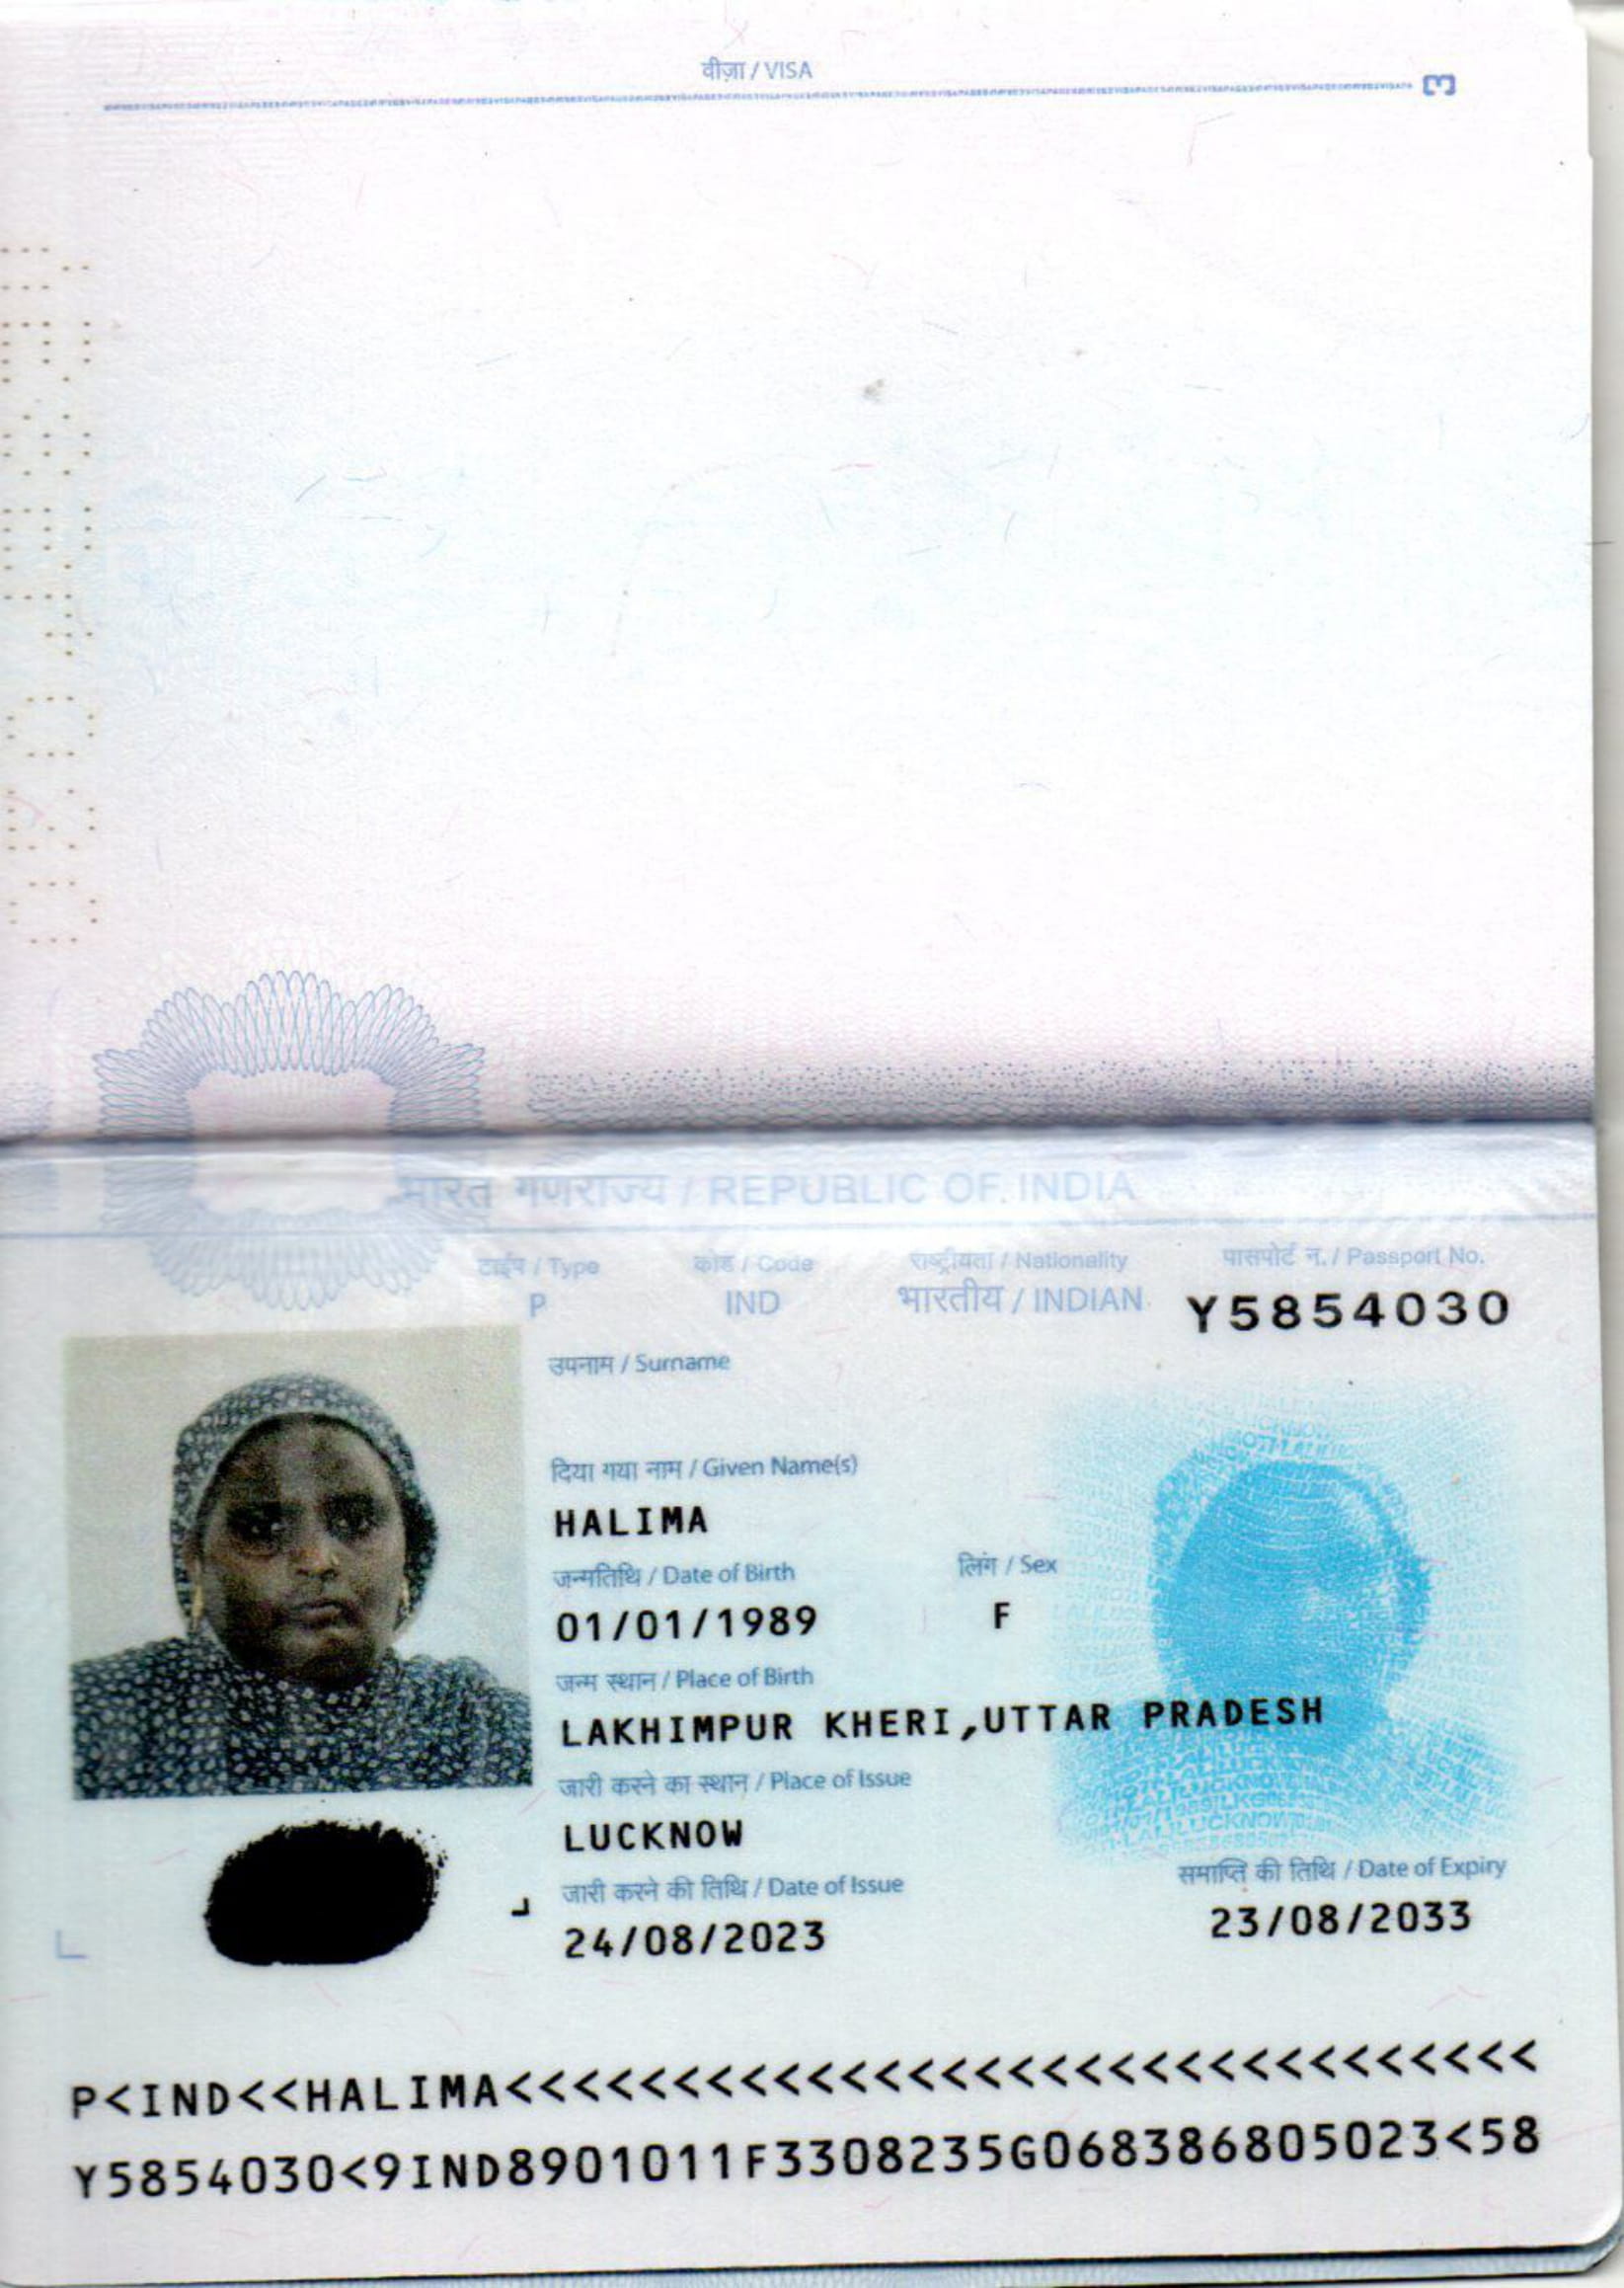 वीज़ा / VISA
3
भारत गणराज्य / REPUBLIC OF INDIA
टाईप / Type
कोड / Code
राष्ट्रीयता / Nationality
पासपोर्ट न. / Passport No.
P
IND
भारतीय / INDIAN
Y5854030
उपनाम / Surname
दिया गया नाम / Given Name(s)
HALIMA
जन्मतिथि / Date of Birth
लिंग / Sex
01/01/1989
F
जन्म स्थान / Place of Birth
LAKHIMPUR KHERI,UTTAR PRADESH
जारी करने का स्थान / Place of Issue
LUCKNOW
जारी करने की तिथि / Date of Issue
समाप्ति की तिथि / Date of Expiry
24/08/2023
23/08/2033
P<IND<<HALIMA<<<<<<<<<<<<<<<<<<<<<<<<<<<<<<<
Y5854030<9IND8901011F3308235G068386805023<58